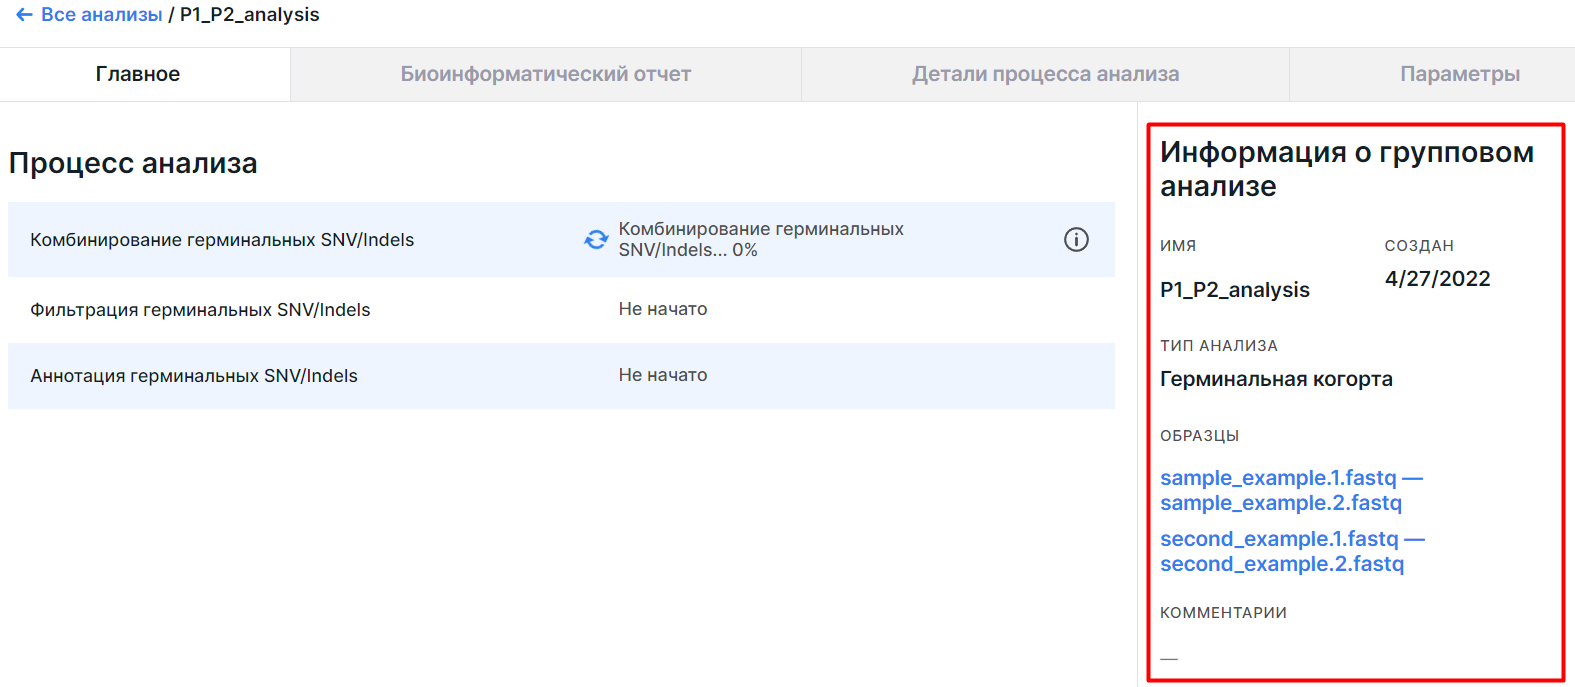 ← Все анализы / P1_P2_analysis
Главное
Биоинформатический отчет
Детали процесса анализа
Параметры
Процесс анализа
Комбинирование герминальных SNV/Indels
Комбинирование герминальных
SNV/Indels... 0%
Фильтрация герминальных SNV/Indels
Не начато
Аннотация герминальных SNV/Indels
Не начато
Информация о групповом
анализе
ИМЯ
СОЗДАН
P1_P2_analysis
4/27/2022
ТИП АНАЛИЗА
Герминальная когорта
ОБРАЗЦЫ
sample_example.1.fastq —
sample_example.2.fastq
second_example.1.fastq —
second_example.2.fastq
КОММЕНТАРИИ
—